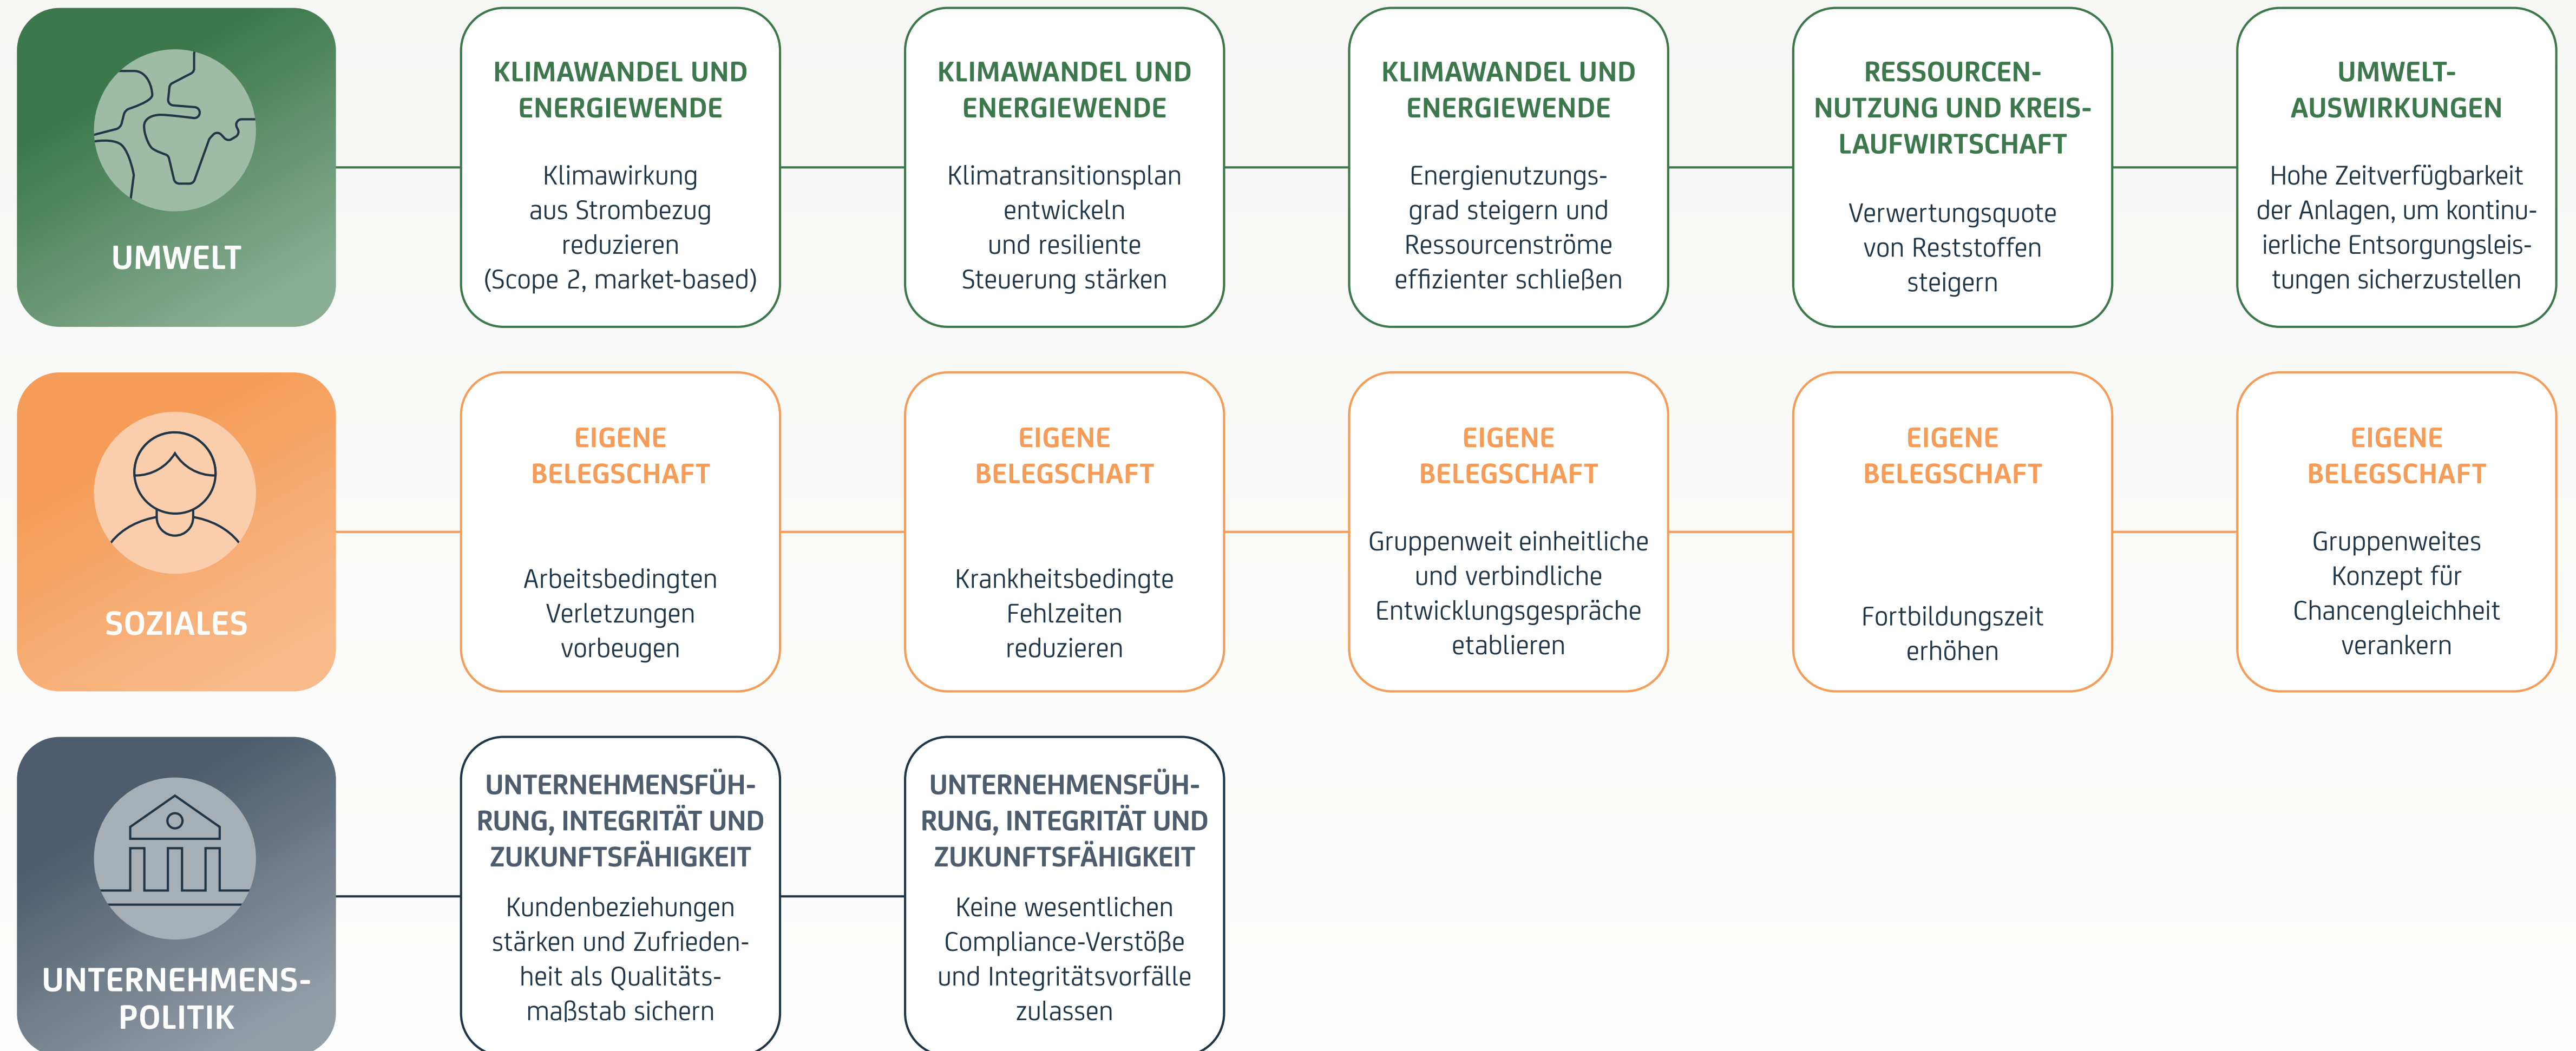 UMWELT
KLIMAWANDEL UND
ENERGIEWENDE
Klimawirkung
aus Strombezug
reduzieren
(Scope 2, market-based)
KLIMAWANDEL UND
ENERGIEWENDE
Klimatransitionsplan
entwickeln
und resiliente
Steuerung stärken
KLIMAWANDEL UND
ENERGIEWENDE
Energienutzungs-
grad steigern und
Ressourcenströme
effizienter schließen
RESSOURCEN-
NUTZUNG UND KREIS-
LAUFWIRTSCHAFT
Verwertungsquote
von Reststoffen
steigern
UMWELT-
AUSWIRKUNGEN
Hohe Zeitverfügbarkeit
der Anlagen, um kontinu-
ierliche Entsorgungsleis-
tungen sicherzustellen
SOZIALES
EIGENE
BELEGSCHAFT
Arbeitsbedingten
Verletzungen
vorbeugen
EIGENE
BELEGSCHAFT
Krankheitsbedingte
Fehlzeiten
reduzieren
EIGENE
BELEGSCHAFT
Gruppenweit einheitliche
und verbindliche
Entwicklungsgespräche
etablieren
EIGENE
BELEGSCHAFT
Fortbildungszeit
erhöhen
EIGENE
BELEGSCHAFT
Gruppenweites
Konzept für
Chancengleichheit
verankern
UNTERNEHMENS-
POLITIK
UNTERNEHMENSFÜH-
RUNG, INTEGRITÄT UND
ZUKUNFTSFÄHIGKEIT
Kundenbeziehungen
stärken und Zufrieden-
heit als Qualitäts-
maßstab sichern
UNTERNEHMENSFÜH-
RUNG, INTEGRITÄT UND
ZUKUNFTSFÄHIGKEIT
Keine wesentlichen
Compliance-Verstöße
und Integritätsvorfälle
zulassen